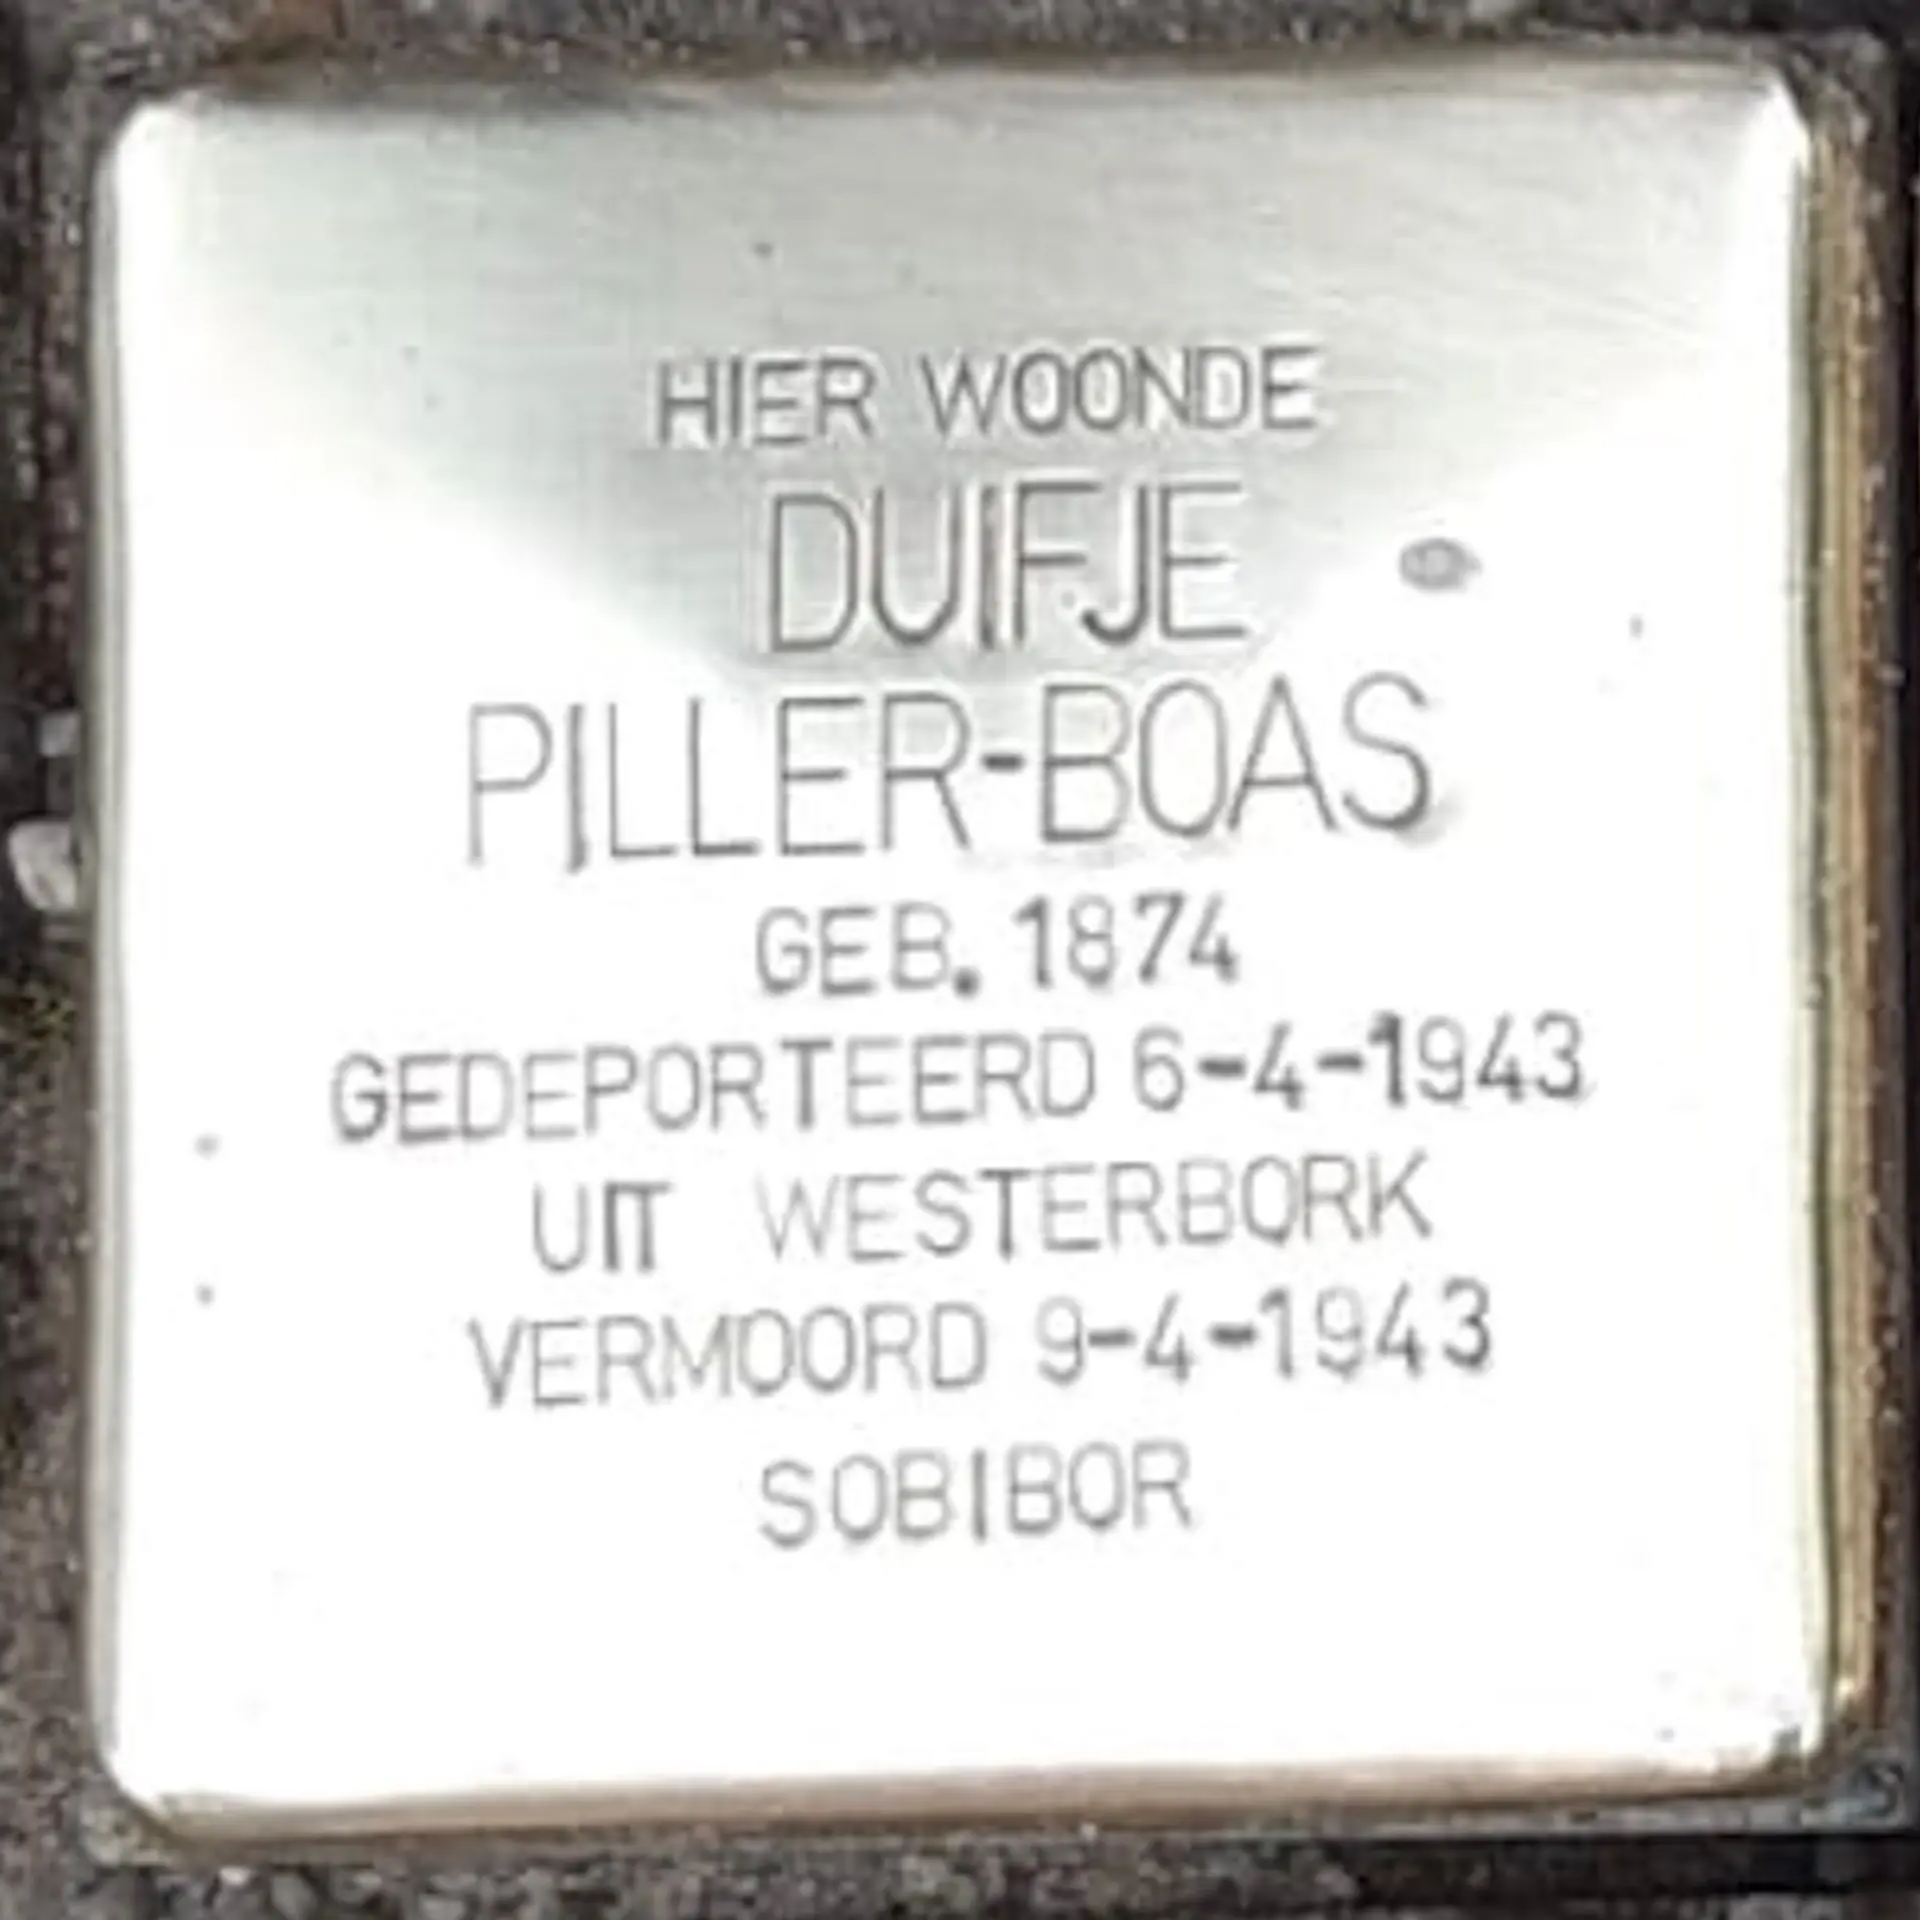 HIER WOONDE
DUIFJE
PILLER-BOAS
GEB. 1874
GEDEPORTEERD 6-4-1943
UIT WESTERBORK
VERMOORD 9-4-1943
SOBIBOR